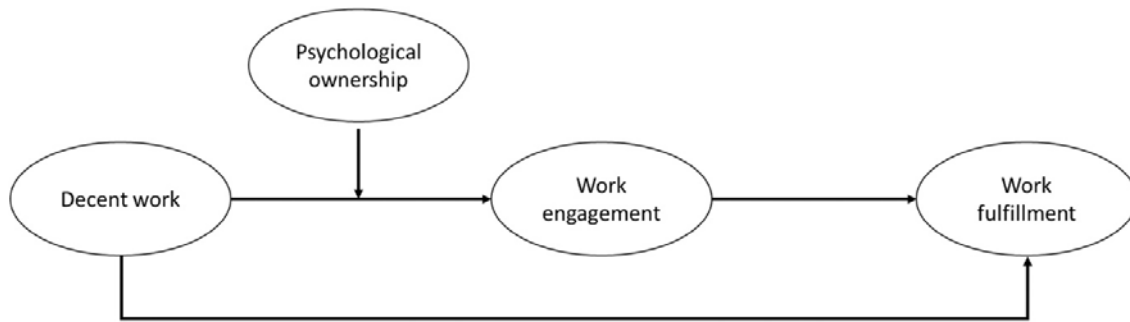 Psychological
ownership
Decent work
Work
engagement
Work
fulfillment